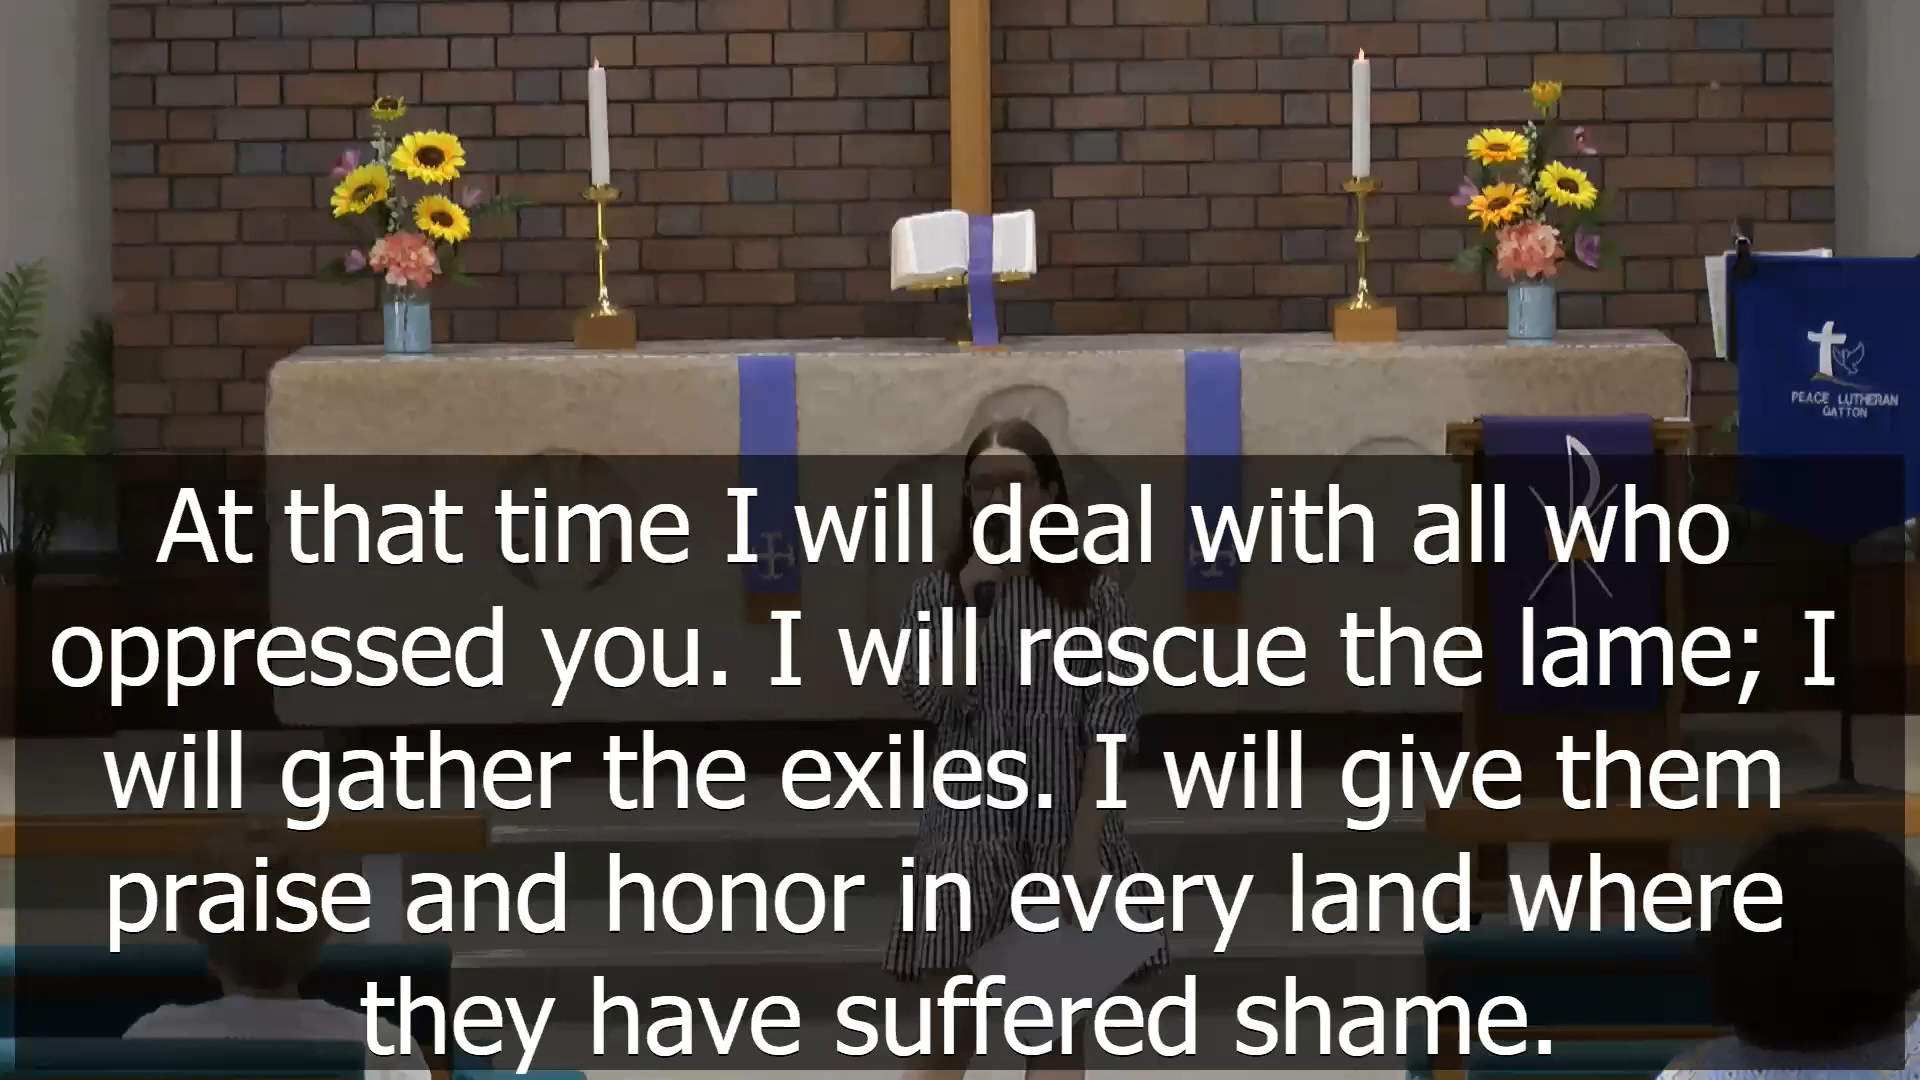 PEACE LUTHERAN
GATTON
At that time I will deal with all who
oppressed you. I will rescue the lame; I
will gather the exiles. I will give them
praise and honor in every land where
they have suffered shame.